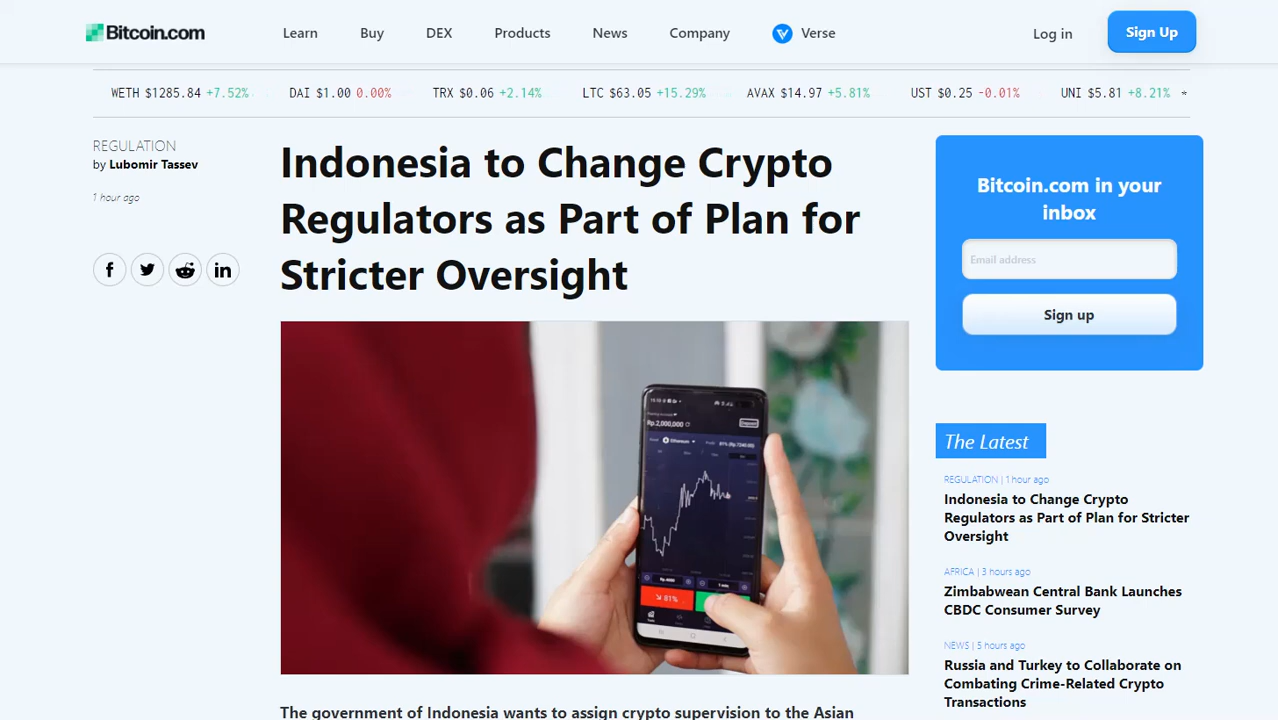 Bitcoin.com
Learn Buy DEX Products News Company Verse Log in Sign Up
WETH $1285.84 +7.52% DAI $1.00 0.00% TRX $0.06 +2.14% LTC $63.05 +15.29% AVAX $14.97 +5.81% UST $0.25 -0.01% UNI $5.81 +8.21%
REGULATION
by Lubomir Tassev
1 hour ago
Indonesia to Change Crypto
Regulators as Part of Plan for
Stricter Oversight
Rp.2,000,000
Ethereum
81%
The government of Indonesia wants to assign crypto supervision to the Asian
Bitcoin.com in your
inbox
Email address
Sign up
The Latest
REGULATION | 1 hour ago
Indonesia to Change Crypto
Regulators as Part of Plan for Stricter
Oversight
AFRICA | 3 hours ago
Zimbabwean Central Bank Launches
CBDC Consumer Survey
NEWS | 5 hours ago
Russia and Turkey to Collaborate on
Combating Crime-Related Crypto
Transactions